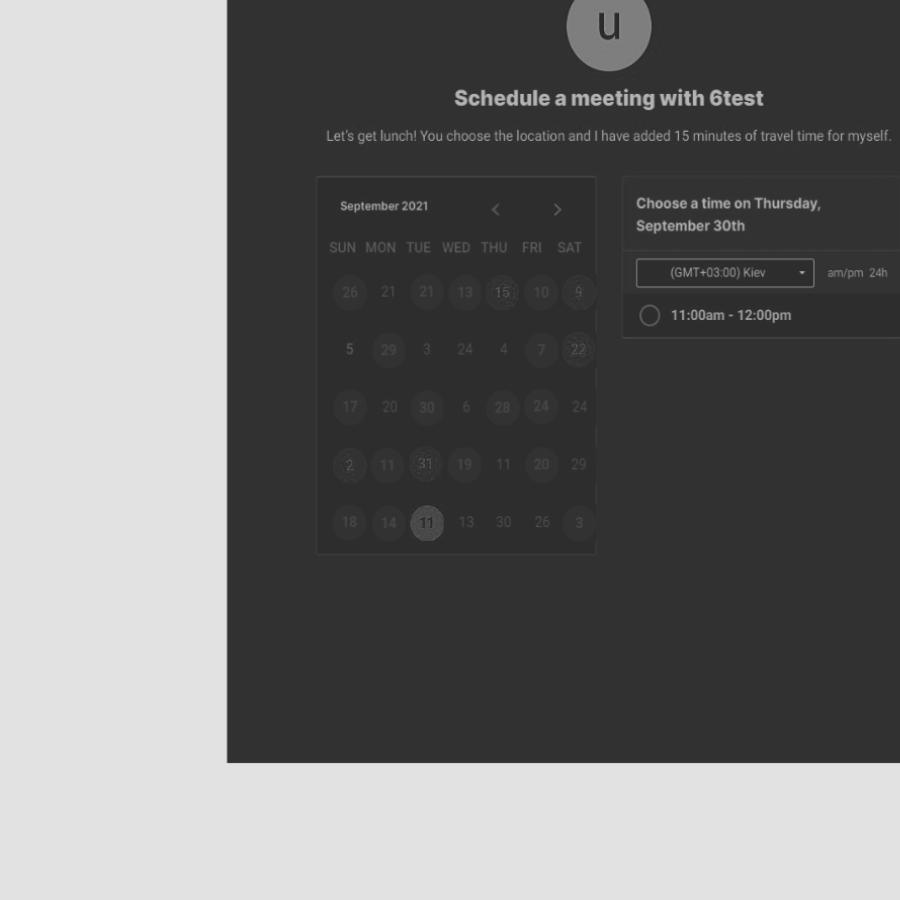 u
Schedule a meeting with 6test
Let's get lunch! You choose the location and I have added 15 minutes of travel time for myself.
September 2021
SUN MON TUE WED THU FRI SAT
26 21 21 13 15 10 9
5 29 3 24 4 7 22
17 20 30 6 28 24 24
2 11 31 19 11 20 29
18 14 11 13 30 26 3
Choose a time on Thursday,
September 30th
(GMT+03:00) Kiev am/pm 24h
11:00am - 12:00pm